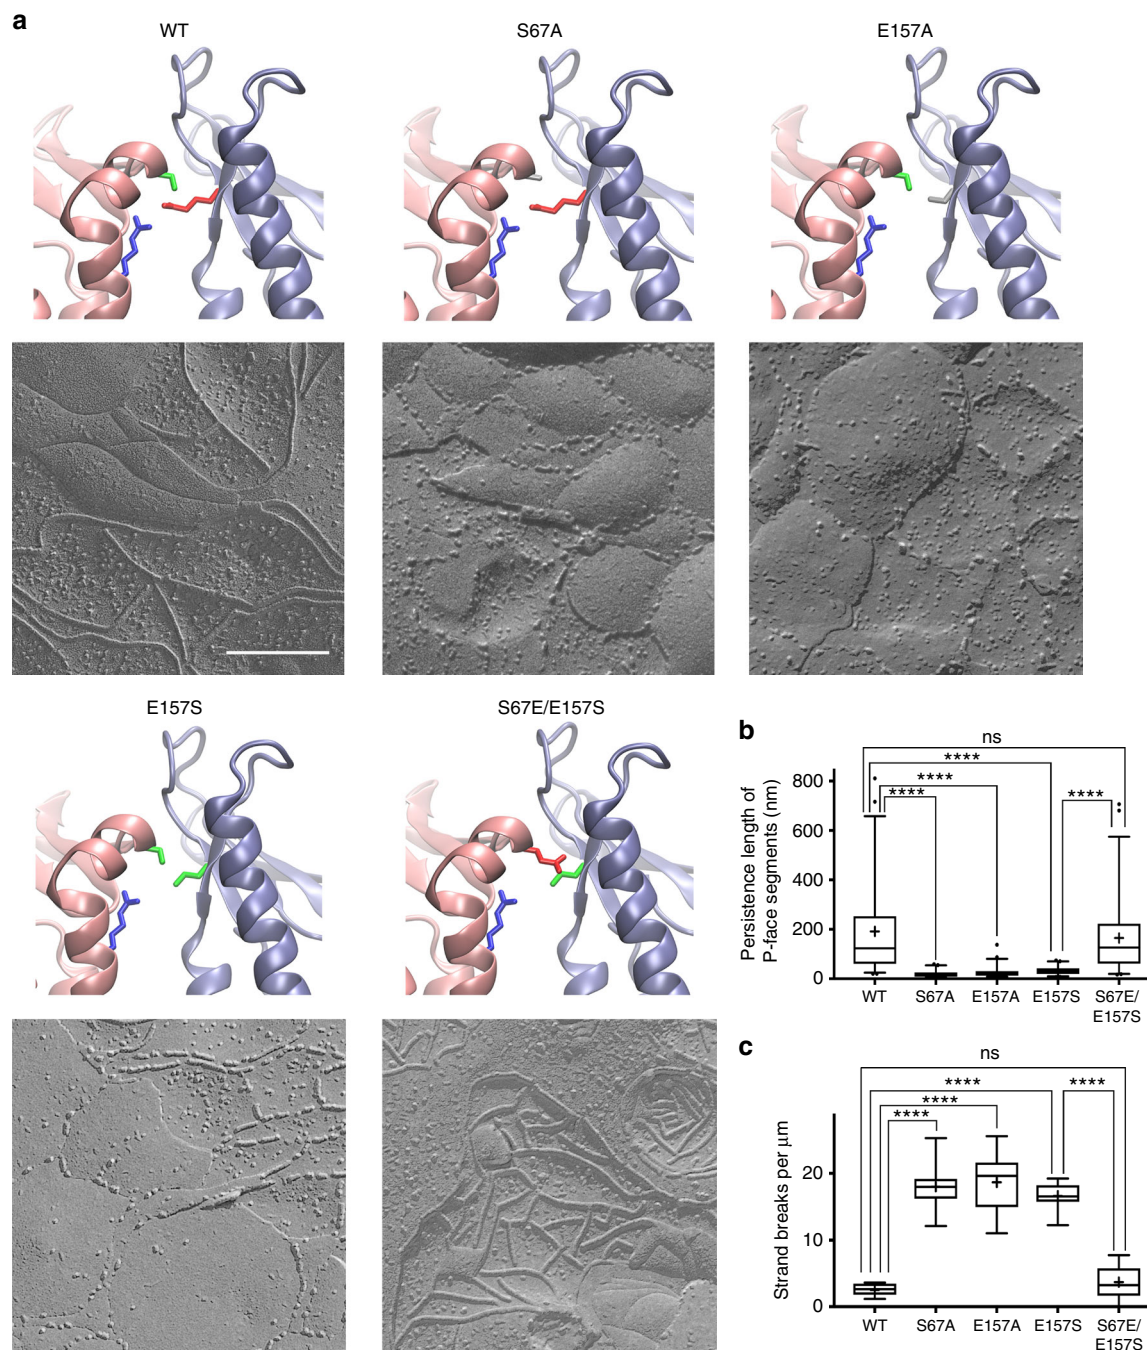 a
WT
S67A
E157A
E157S
S67E/E157S
b
ns
****
****
****
****
Persistence length of
P-face segments (nm)
800
600
400
200
0
WT
S67A
E157A
E157S
S67E/
E157S
c
ns
****
****
****
****
Strand breaks per μm
20
10
0
WT
S67A
E157A
E157S
S67E/
E157S